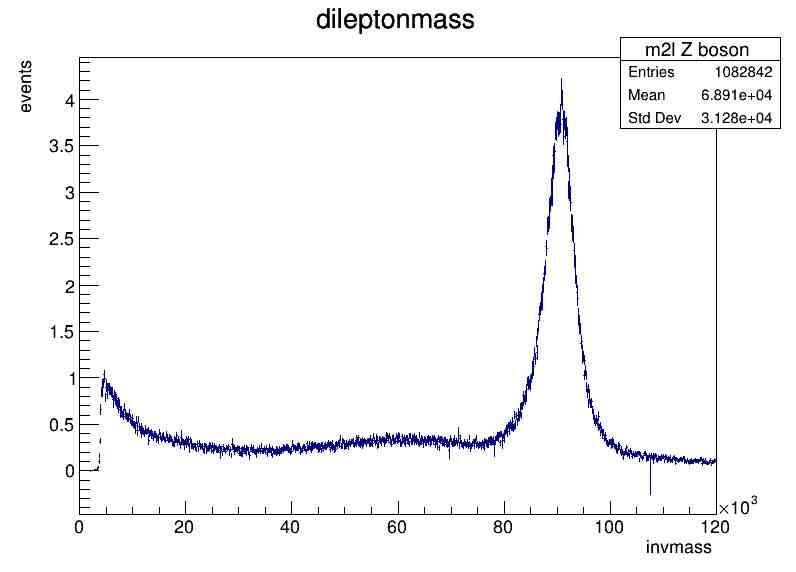 dileptonmass
m2l Z boson
Entries 1082842
Mean 6.891e+04
Std Dev 3.128e+04
events
4
3.5
3
2.5
2
1.5
1
0.5
0
0 20 40 60 80 100 120
×10³
invmass